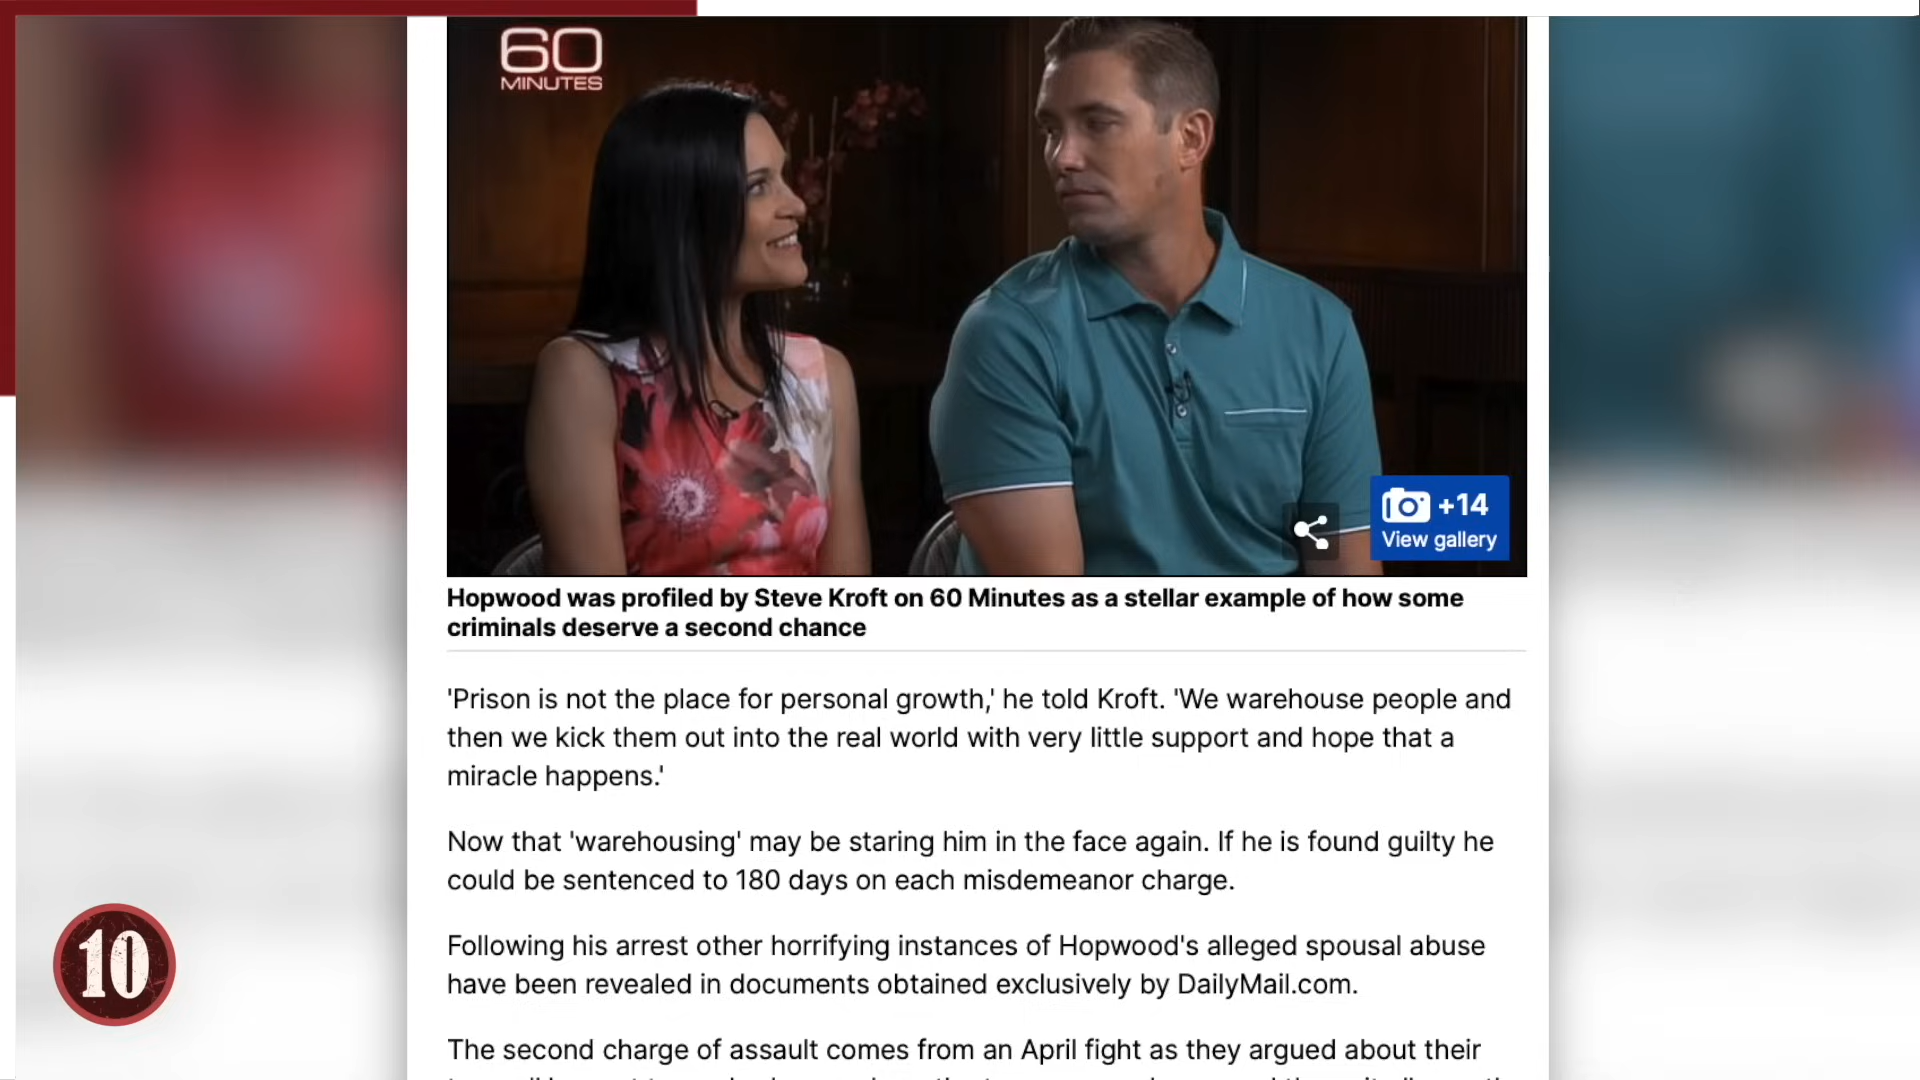 60
MINUTES
+14
View gallery
Hopwood was profiled by Steve Kroft on 60 Minutes as a stellar example of how some
criminals deserve a second chance
'Prison is not the place for personal growth,' he told Kroft. 'We warehouse people and
then we kick them out into the real world with very little support and hope that a
miracle happens.'
Now that 'warehousing' may be staring him in the face again. If he is found guilty he
could be sentenced to 180 days on each misdemeanor charge.
Following his arrest other horrifying instances of Hopwood's alleged spousal abuse
have been revealed in documents obtained exclusively by DailyMail.com.
10
The second charge of assault comes from an April fight as they argued about their